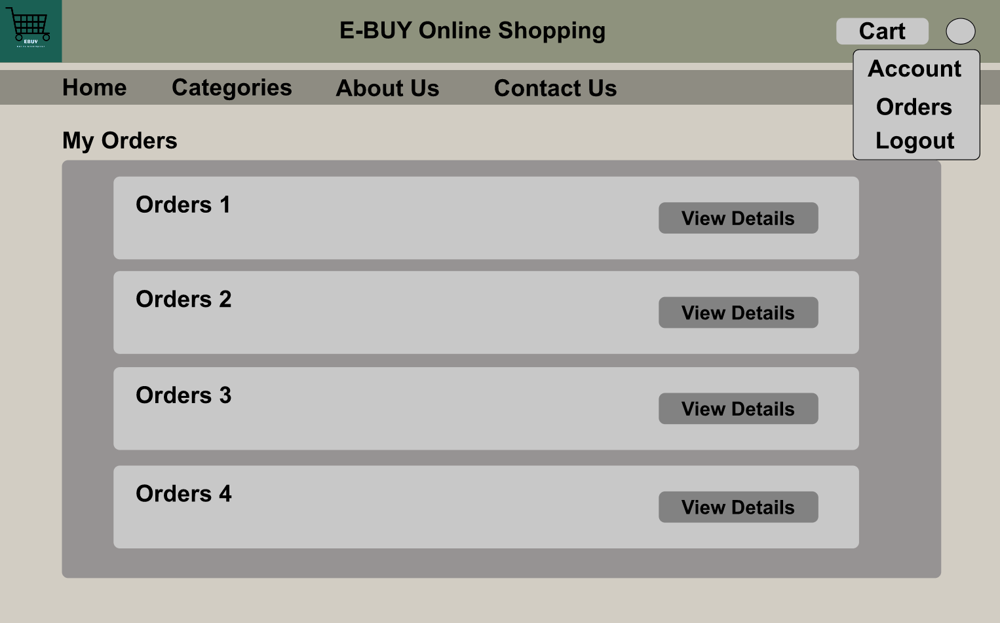 EBUY
E-BUY Online Shopping
Cart
Account
Orders
Logout
Home Categories About Us Contact Us
My Orders
Orders 1
View Details
Orders 2
View Details
Orders 3
View Details
Orders 4
View Details